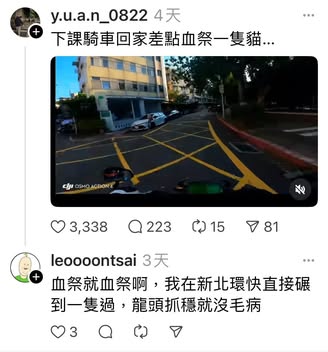 y.u.a.n_0822 4天
下課騎車回家差點血祭一隻貓...
dji OSMO ACTION 4
3,338 223 15 81
leoooontsai 3天
血祭就血祭啊，我在新北環快直接碾
到一隻過，龍頭抓穩就沒毛病
3